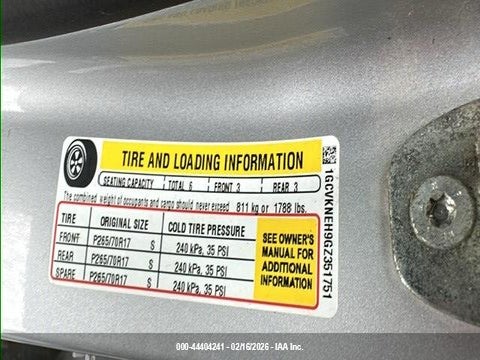 TIRE AND LOADING INFORMATION
SEATING CAPACITY TOTAL 6 FRONT 3 REAR 3
The combined weight of occupants and cargo should never exceed 811 kg or 1788 lbs.
TIRE ORIGINAL SIZE COLD TIRE PRESSURE
FRONT P265/70R17 S 240 kPa, 35 PSI
REAR P265/70R17 S 240 kPa, 35 PSI
SPARE P265/70R17 S 240 kPa, 35 PSI
SEE OWNER'S
MANUAL FOR
ADDITIONAL
INFORMATION
1GCVKNEH9GZ351751
000-44404241 - 02/16/2026 - IAA Inc.